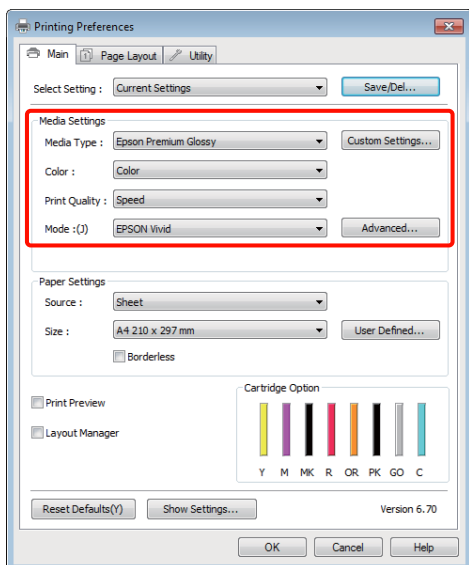 Printing Preferences
Main Page Layout Utility
Select Setting : Current Settings Save/Del...
Media Settings
Media Type : Epson Premium Glossy Custom Settings...
Color : Color
Print Quality : Speed
Mode :(J) EPSON Vivid Advanced...
Paper Settings
Source : Sheet
Size : A4 210 x 297 mm User Defined...
Borderless
Cartridge Option
Print Preview
Layout Manager
Y M MK R OR PK GO C
Reset Defaults(Y) Show Settings... Version 6.70
OK Cancel Help